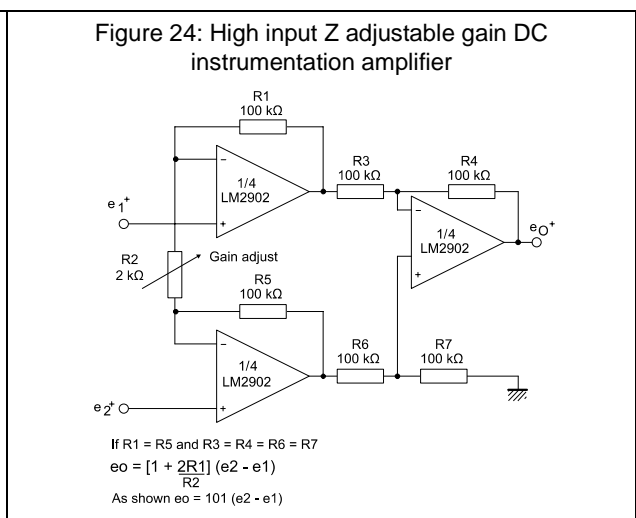 Figure 24: High input Z adjustable gain DC
instrumentation amplifier
R1
100 kΩ
R3
100 kΩ
R4
100 kΩ
-
1/4
LM2902
+
e1+
-
1/4
LM2902
+
eO+
R2
2 kΩ
Gain adjust
R5
100 kΩ
-
1/4
LM2902
+
e2+
R6
100 kΩ
R7
100 kΩ
If R1 = R5 and R3 = R4 = R6 = R7
eo = [1 + 2R1] (e2 - e1)
R2
As shown eo = 101 (e2 - e1)